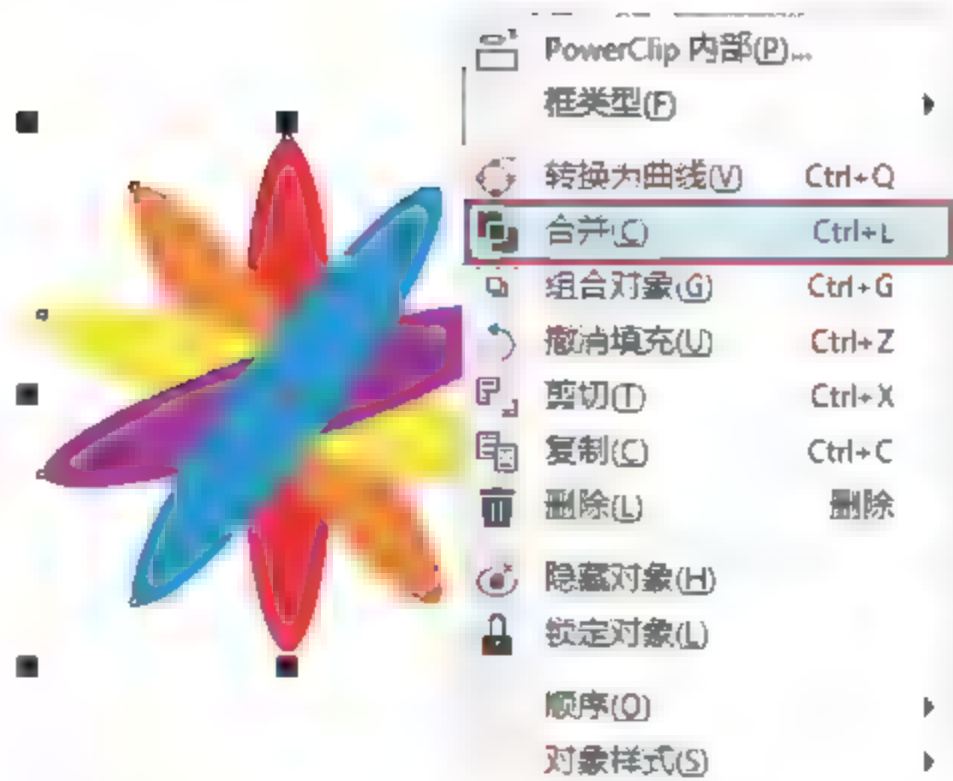 PowerClip 内部(P)...
框类型(F)
转换为曲线(V) Ctrl+Q
合并(C) Ctrl+L
组合对象(G) Ctrl+G
撤消填充(U) Ctrl+Z
剪切(T) Ctrl+X
复制(C) Ctrl+C
删除(L) 删除
隐藏对象(H)
锁定对象(L)
顺序(O)
对象样式(S)